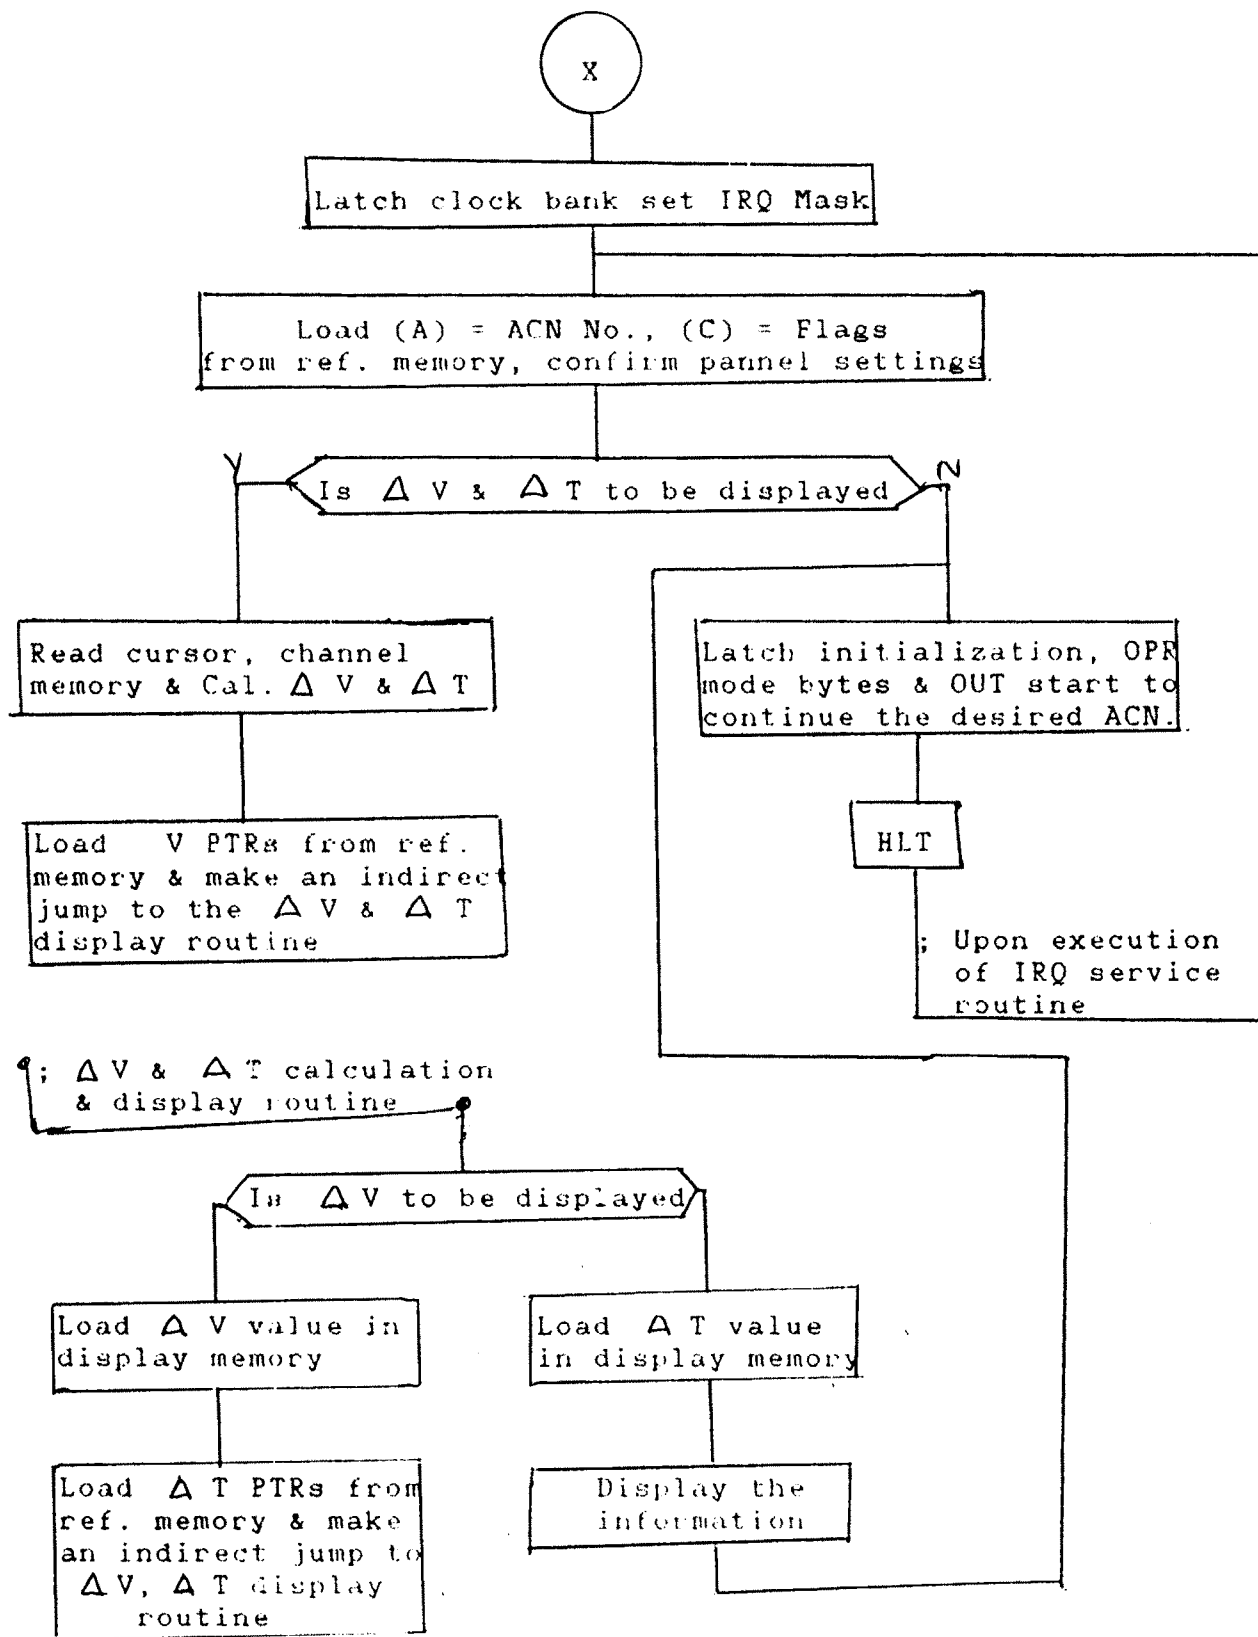 X
Latch clock bank set IRQ Mask
Load (A) = ACN No., (C) = Flags
from ref. memory, confirm pannel settings
Y
N
Is Δ V & Δ T to be displayed
Read cursor, channel
memory & Cal. Δ V & Δ T
Latch initialization, OPR
mode bytes & OUT start to
continue the desired ACN.
HLT
Load V PTRs from ref.
memory & make an indirect
jump to the Δ V & Δ T
display routine
; Upon execution
of IRQ service
routine
; Δ V & Δ T calculation
& display routine
Is Δ V to be displayed
Load Δ V value in
display memory
Load Δ T value
in display memory
Load Δ T PTRs from
ref. memory & make
an indirect jump to
Δ V, Δ T display
routine
Display the
information